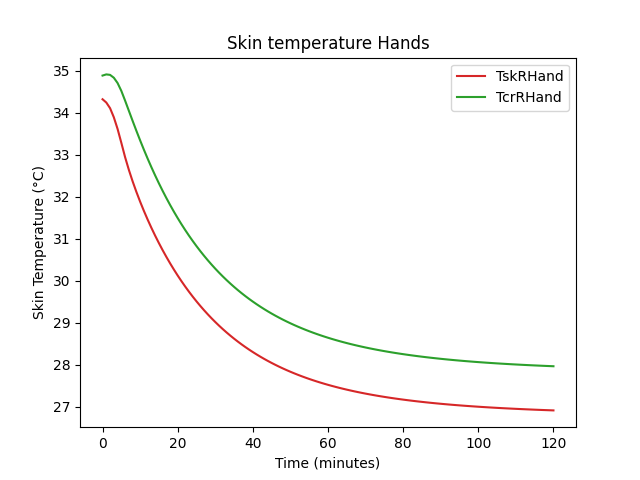 Skin temperature Hands
TskRHand
TcrRHand
Skin Temperature (°C)
35
34
33
32
31
30
29
28
27
0 20 40 60 80 100 120
Time (minutes)